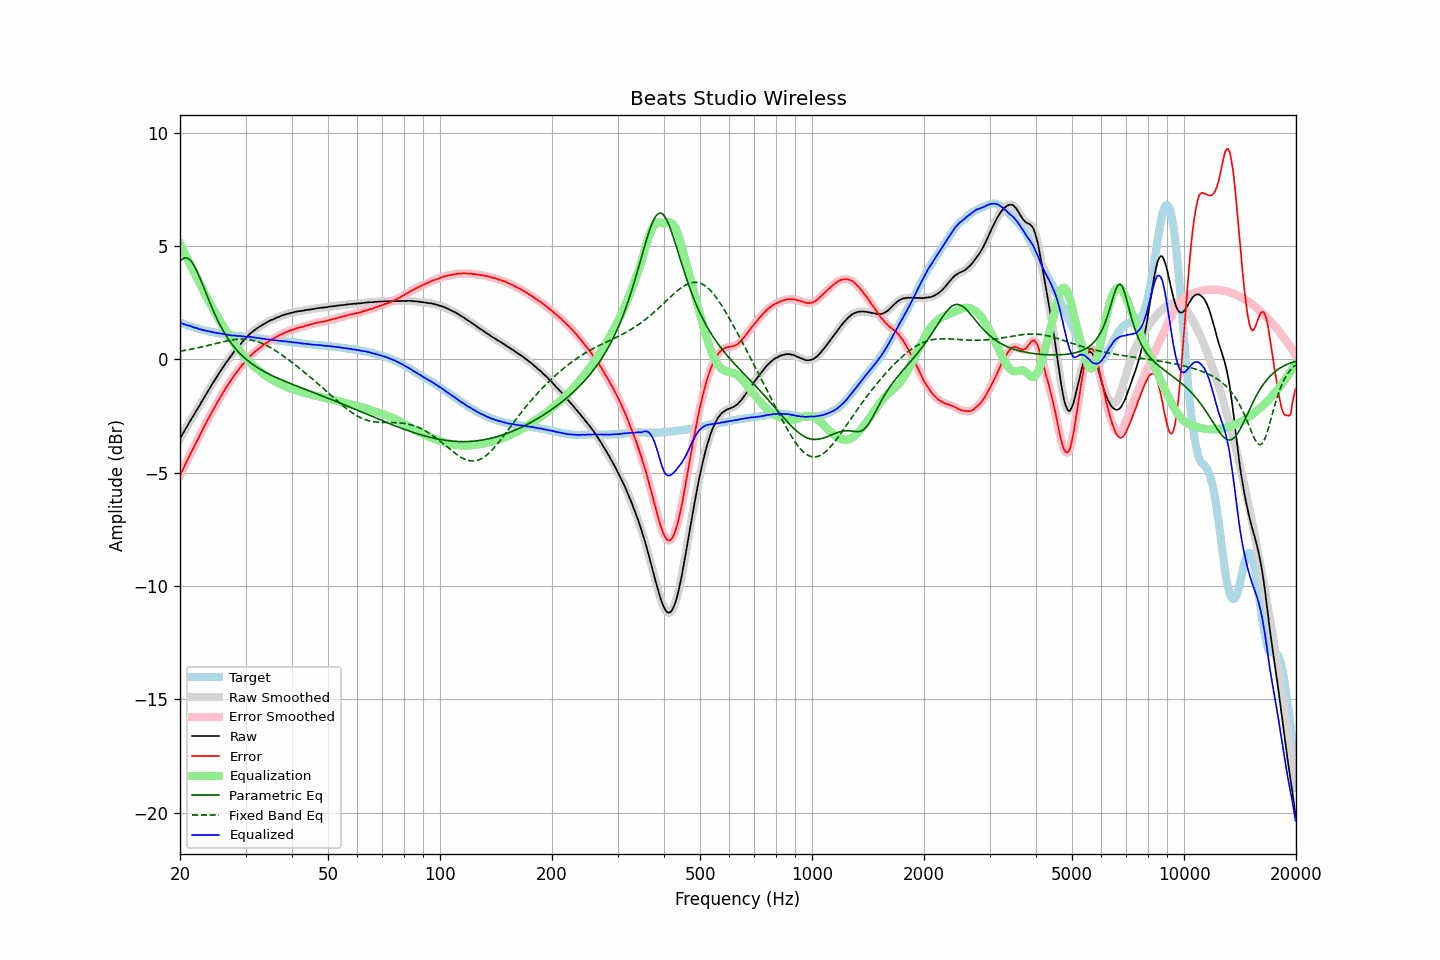 Beats Studio Wireless
10
5
0
−5
−10
−15
−20
Amplitude (dBr)
Target
Raw Smoothed
Error Smoothed
Raw
Error
Equalization
Parametric Eq
Fixed Band Eq
Equalized
20 50 100 200 500 1000 2000 5000 10000 20000
Frequency (Hz)